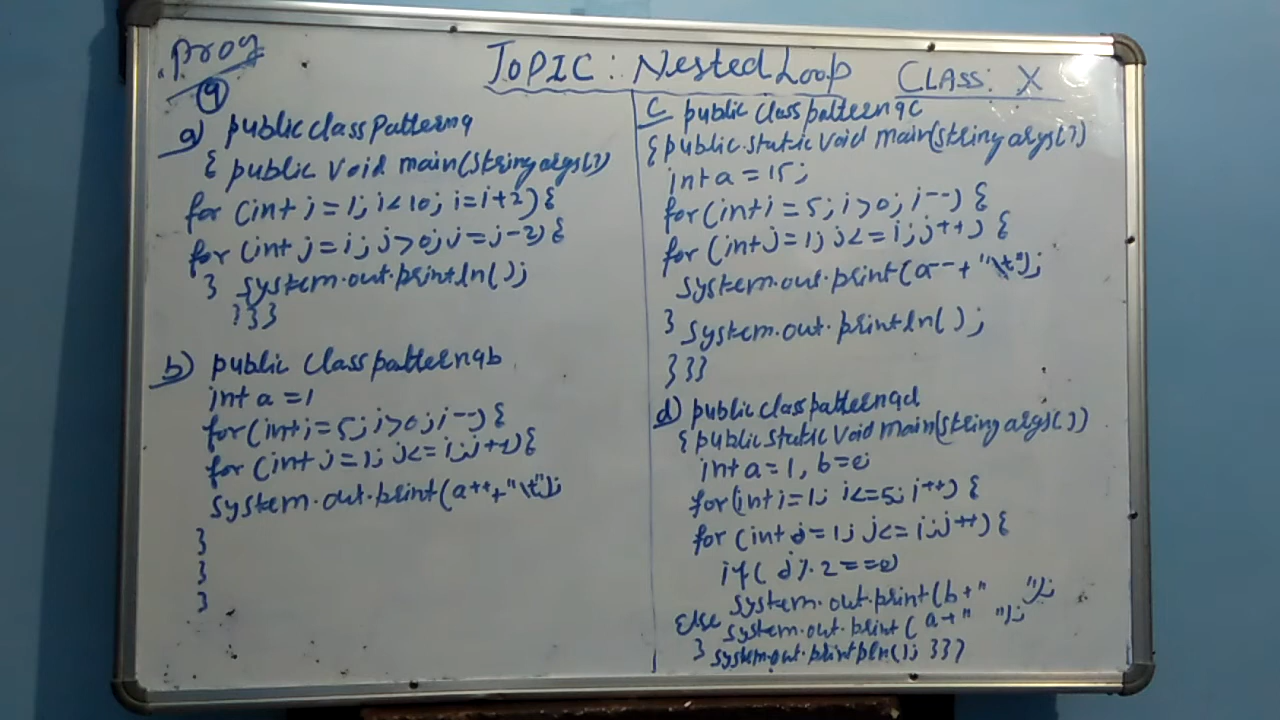 Prog
9
TOPIC: Nested Loop CLASS: X
a) public class Pattern9
{ public void main(String args[])
for (int i = 1; i<10; i=i+2) {
for (int j = i; j>0; j=j-2) {
} system.out.println();
}}}
b) public class pattern9b
int a = 1
for (int i = 5; i>0; i--) {
for (int j = 1; j<=i; j++) {
system.out.print(a++ + "\t");
}
}
}
c public class pattern9c
{ public static void main(String args[])
int a = 15;
for (int i = 5; i>0; i--) {
for (int j=1; j<=i; j++) {
system.out.print(a-- + "\t");
} system.out.println();
}}}
d) public class pattern9d
{ public static void main(String args[])
int a=1, b=0;
for (int i=1; i<=5; i++) {
for (int j=1; j<=i; j++) {
if( j%2==0)
system.out.print(b+" ");
Else system.out.print(a+" ");
} system.out.println(); }}}